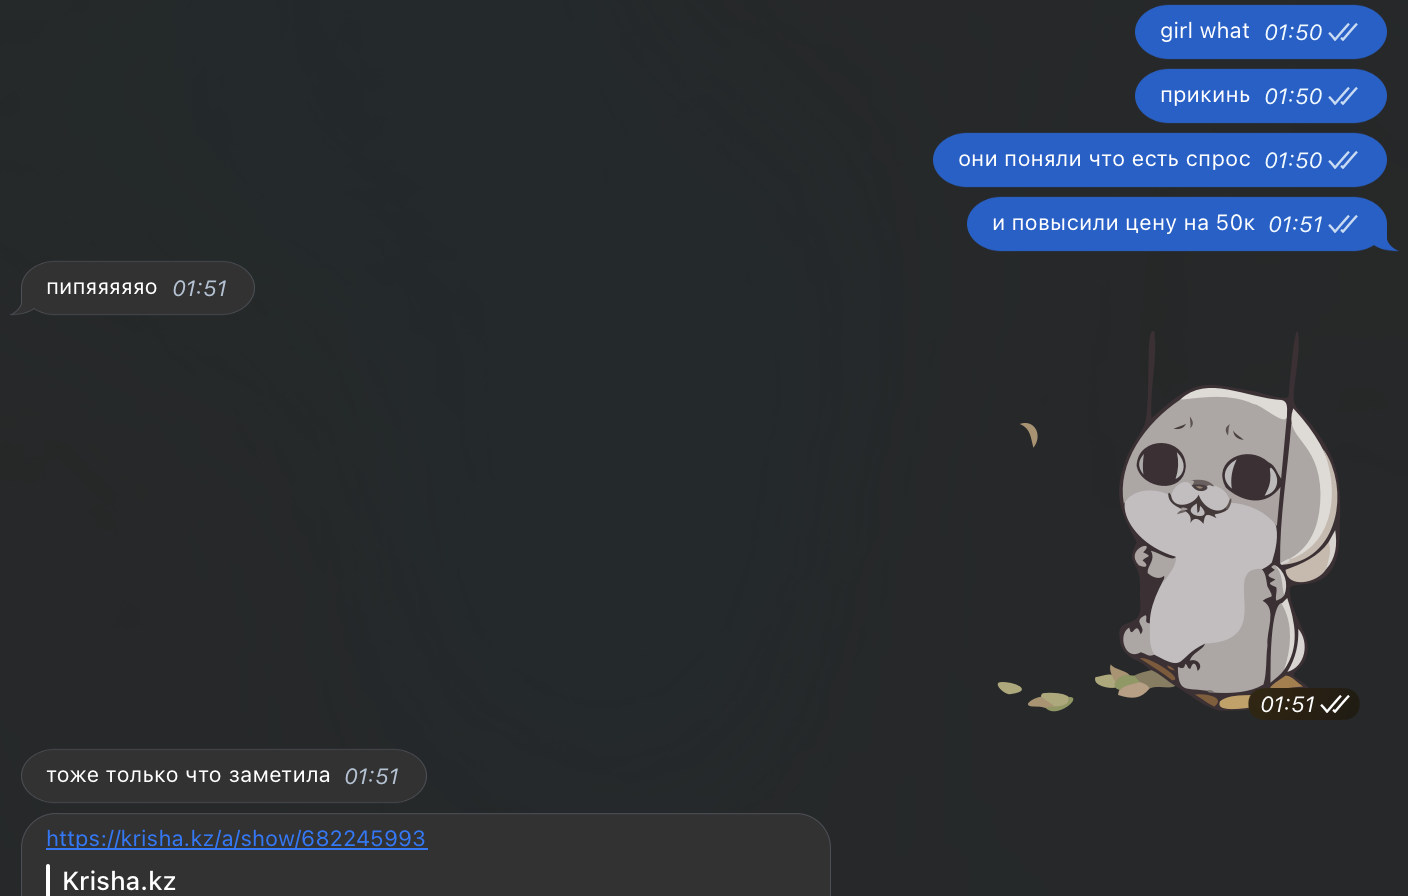 girl what 01:50
прикинь 01:50
они поняли что есть спрос 01:50
и повысили цену на 50к 01:51
пипяяяяяо 01:51
01:51
тоже только что заметила 01:51
https://krisha.kz/a/show/682245993
Krisha.kz